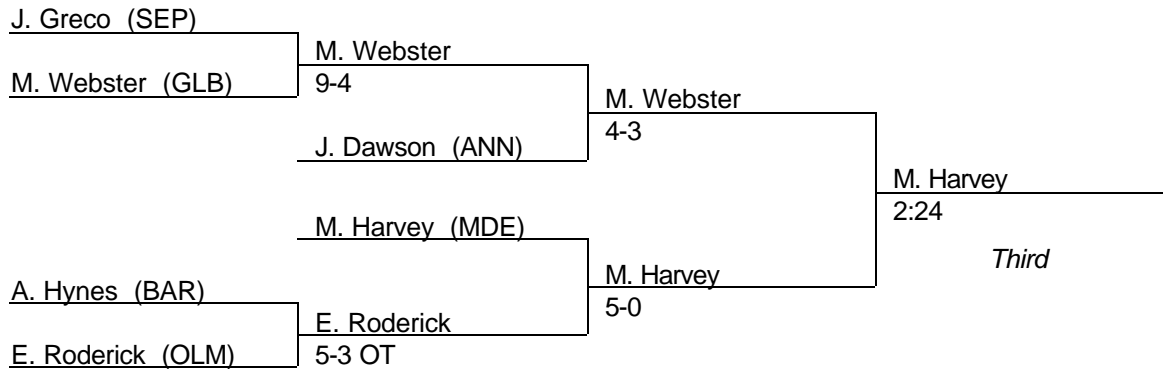 J. Greco (SEP)
M. Webster
M. Webster (GLB)
9-4
M. Webster
4-3
J. Dawson (ANN)
M. Harvey
2:24
M. Harvey (MDE)
Third
A. Hynes (BAR)
M. Harvey
5-0
E. Roderick
E. Roderick (OLM)
5-3 OT